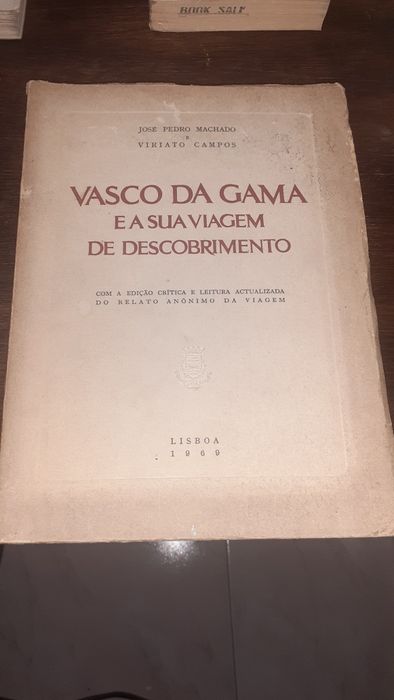 BOOK SALE
JOSÉ PEDRO MACHADO
E
VIRIATO CAMPOS
VASCO DA GAMA
E A SUA VIAGEM
DE DESCOBRIMENTO
COM A EDIÇÃO CRÍTICA E LEITURA ACTUALIZADA
DO RELATO ANÓNIMO DA VIAGEM
LISBOA
1969